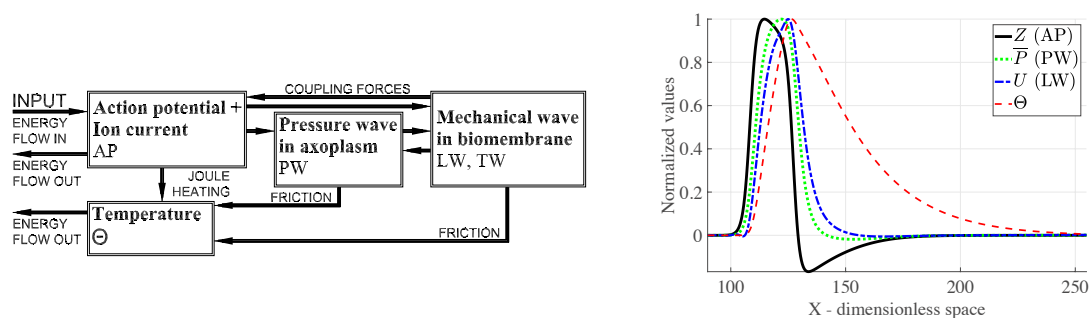 INPUT
ENERGY
FLOW IN
ENERGY
FLOW OUT
Action potential +
Ion current
AP
COUPLING FORCES
Pressure wave
in axoplasm
PW
Mechanical wave
in biomembrane
LW, TW
JOULE
HEATING
FRICTION
FRICTION
Temperature
Θ
ENERGY
FLOW OUT
Normalized values
1
0.8
0.6
0.4
0.2
0
100
150
200
250
X - dimensionless space
Z (AP)
P̅ (PW)
U (LW)
Θ